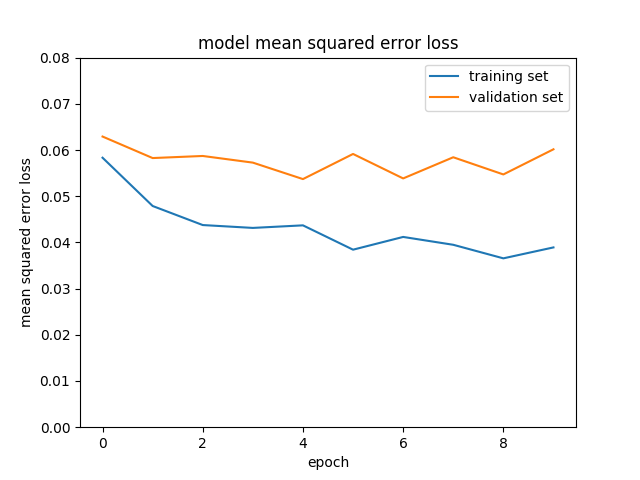 model mean squared error loss
training set
validation set
0.08
0.07
0.06
0.05
0.04
0.03
0.02
0.01
0.00
mean squared error loss
0 2 4 6 8
epoch